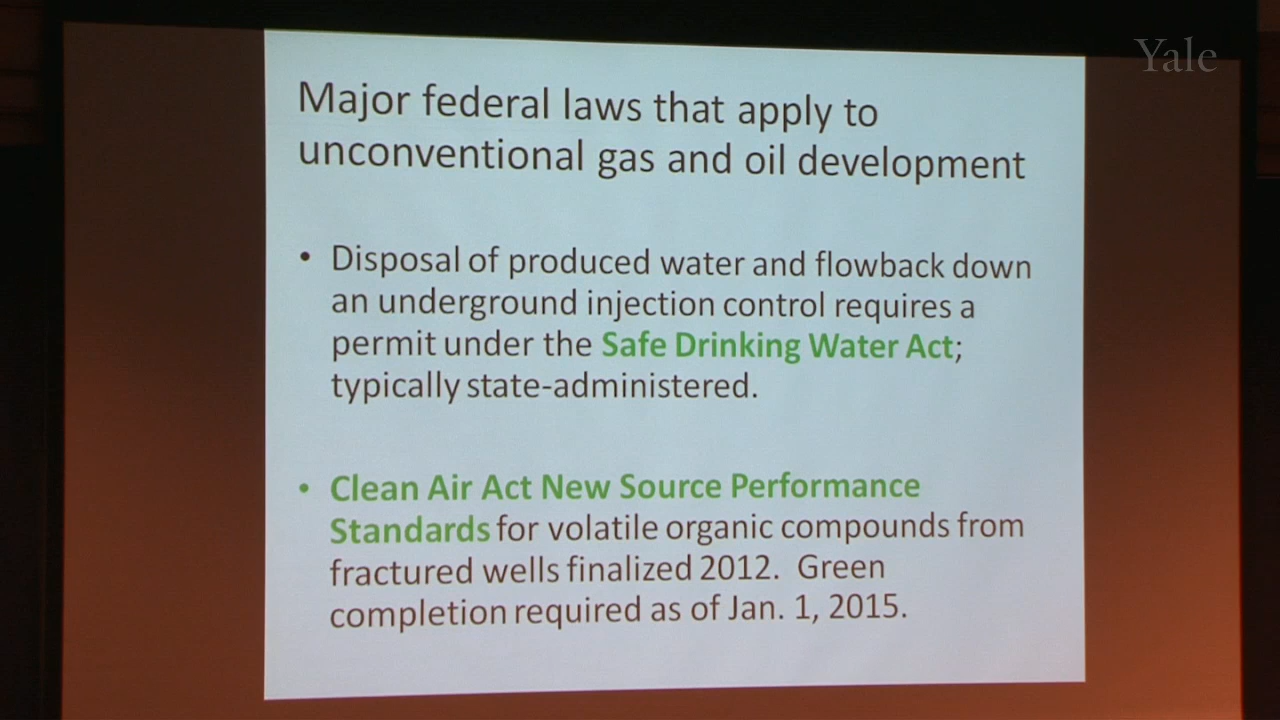 Yale
Major federal laws that apply to
unconventional gas and oil development
• Disposal of produced water and flowback down
an underground injection control requires a
permit under the Safe Drinking Water Act;
typically state-administered.
• Clean Air Act New Source Performance
Standards for volatile organic compounds from
fractured wells finalized 2012. Green
completion required as of Jan. 1, 2015.